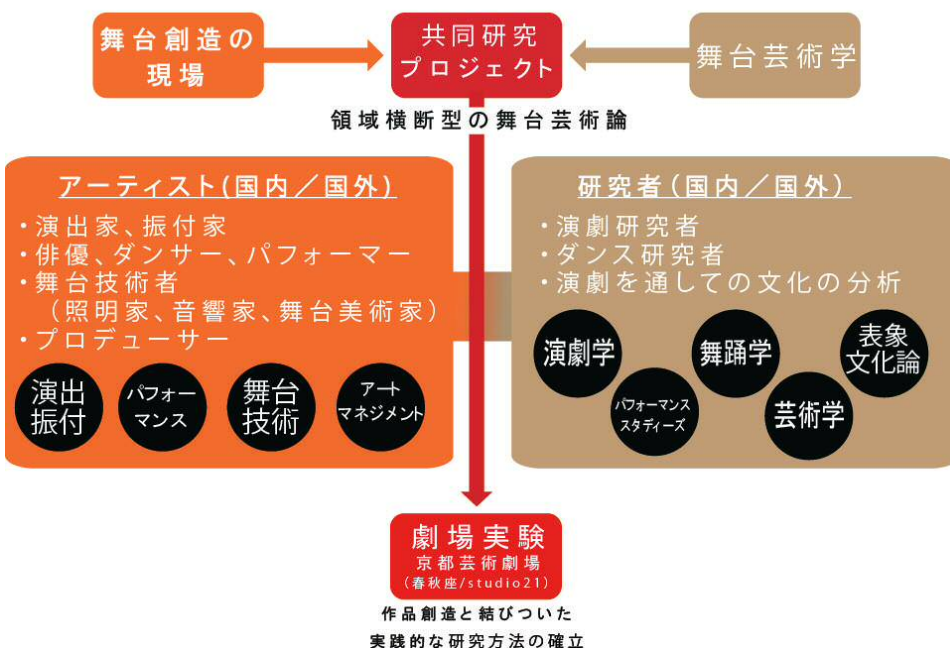 舞台創造の
現場
共同研究
プロジェクト
舞台芸術学
領域横断型の舞台芸術論
アーティスト(国内／国外)
・演出家、振付家
・俳優、ダンサー、パフォーマー
・舞台技術者
（照明家、音響家、舞台美術家）
・プロデューサー
演出
振付
パフォー
マンス
舞台
技術
アート
マネジメント
研究者(国内／国外)
・演劇研究者
・ダンス研究者
・演劇を通しての文化の分析
演劇学
パフォーマンス
スタディーズ
舞踊学
芸術学
表象
文化論
劇場実験
京都芸術劇場
(春秋座/studio21)
作品創造と結びついた
実践的な研究方法の確立